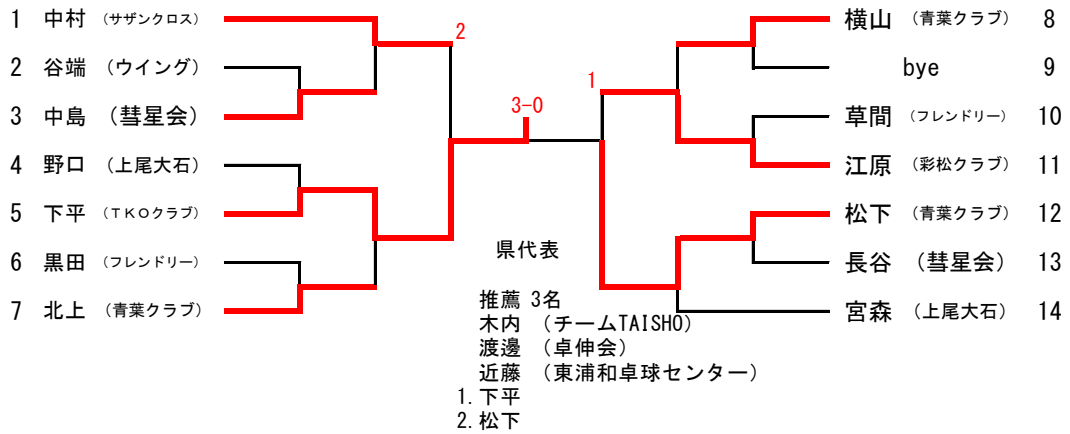 1 中村 (サザンクロス)
2 谷端 (ウイング)
3 中島 (彗星会)
4 野口 (上尾大石)
5 下平 (TKOクラブ)
6 黒田 (フレンドリー)
7 北上 (青葉クラブ)
2
3-0
1
横山 (青葉クラブ) 8
bye 9
草間 (フレンドリー) 10
江原 (彩松クラブ) 11
松下 (青葉クラブ) 12
長谷 (彗星会) 13
宮森 (上尾大石) 14
県代表
推薦 3名
木内 (チームTAISHO)
渡邊 (卓伸会)
近藤 (東浦和卓球センター)
1. 下平
2. 松下